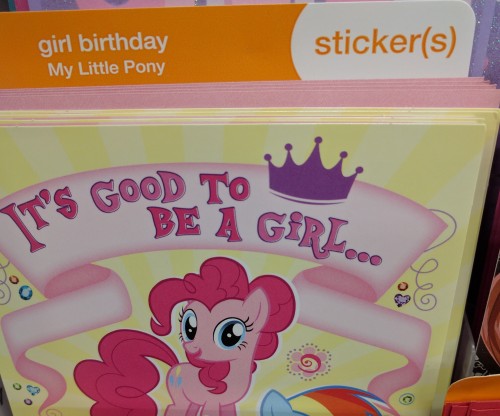 girl birthday
My Little Pony
sticker(s)
IT'S GOOD TO
BE A GIRL...